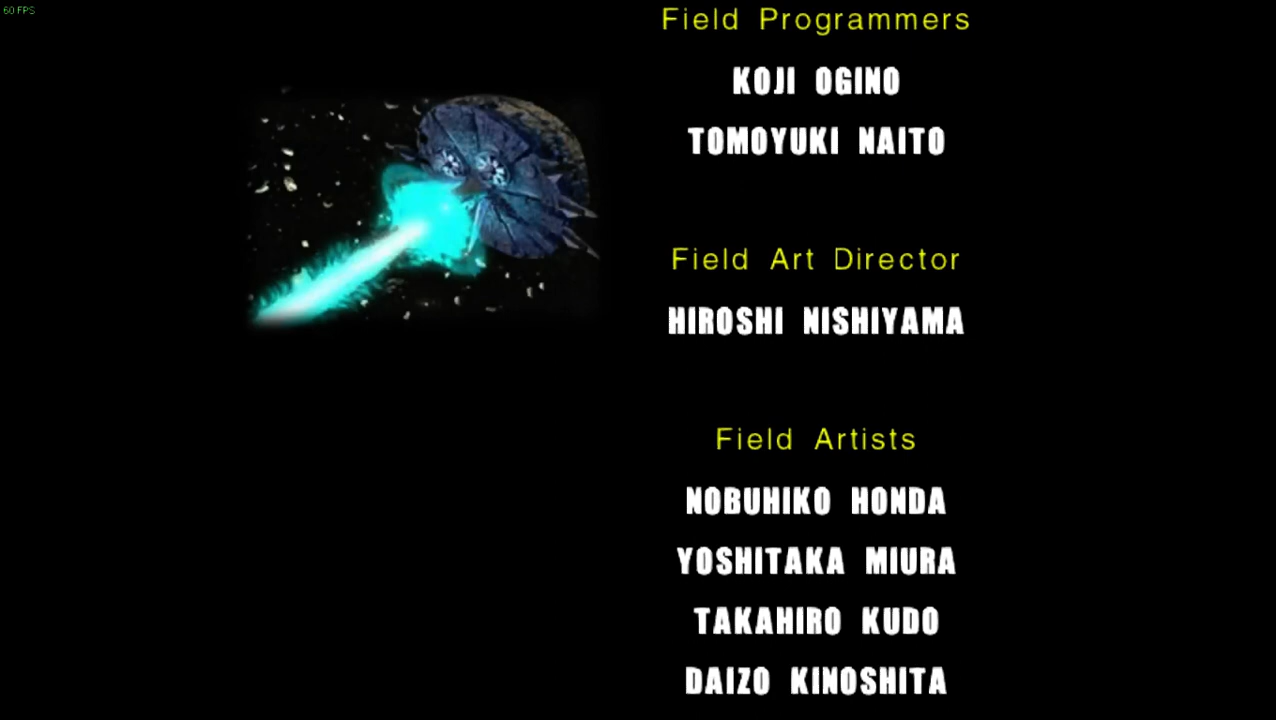 60 FPS
Field Programmers
KOJI OGINO
TOMOYUKI NAITO
Field Art Director
HIROSHI NISHIYAMA
Field Artists
NOBUHIKO HONDA
YOSHITAKA MIURA
TAKAHIRO KUDO
DAIZO KINOSHITA